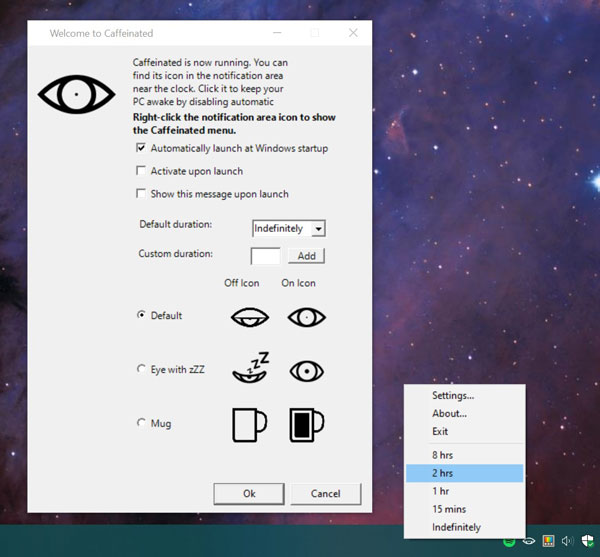 Welcome to Caffeinated
Caffeinated is now running. You can
find its icon in the notification area
near the clock. Click it to keep your
PC awake by disabling automatic
Right-click the notification area icon to show
the Caffeinated menu.
Automatically launch at Windows startup
Activate upon launch
Show this message upon launch
Default duration:
Indefinitely
Custom duration:
Add
Off Icon
On Icon
Default
Eye with zZZ
zZZ
Mug
Ok
Cancel
Settings...
About...
Exit
8 hrs
2 hrs
1 hr
15 mins
Indefinitely